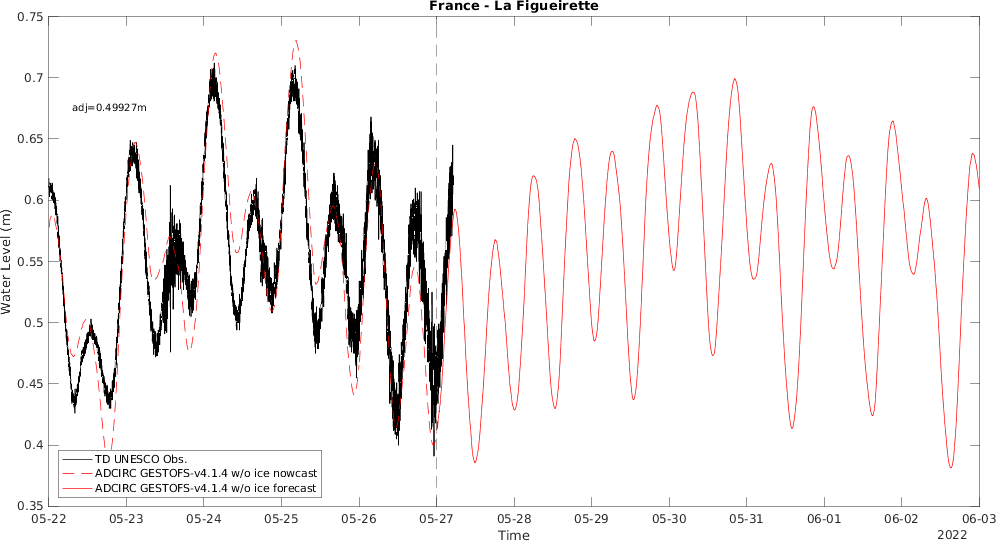 France - La Figueirette
0.75
0.7
0.65
0.6
0.55
0.5
0.45
0.4
0.35
Water Level (m)
adj=0.49927m
TD UNESCO Obs.
ADCIRC GESTOFS-v4.1.4 w/o ice nowcast
ADCIRC GESTOFS-v4.1.4 w/o ice forecast
05-22 05-23 05-24 05-25 05-26 05-27 05-28 05-29 05-30 05-31 06-01 06-02 06-03
Time
2022